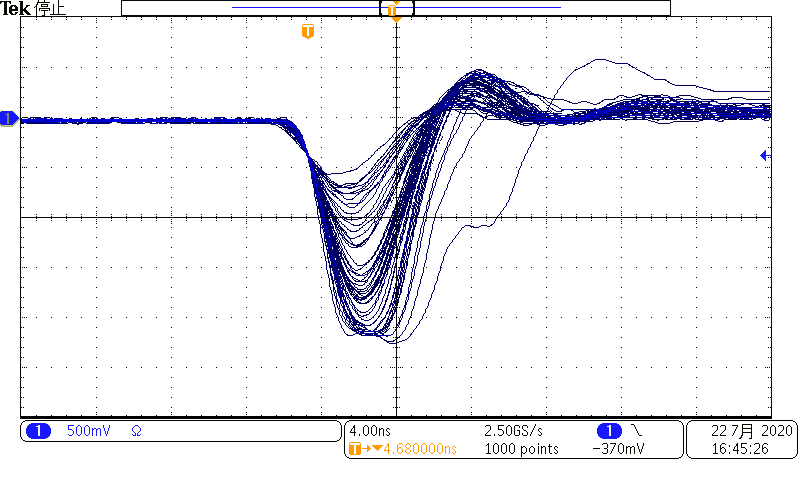 Tek 停止
T
T
1
1 500mV Ω
4.00ns 2.50GS/s 1
T→▼4.680000ns 1000 points −370mV
22 7月 2020
16:45:26